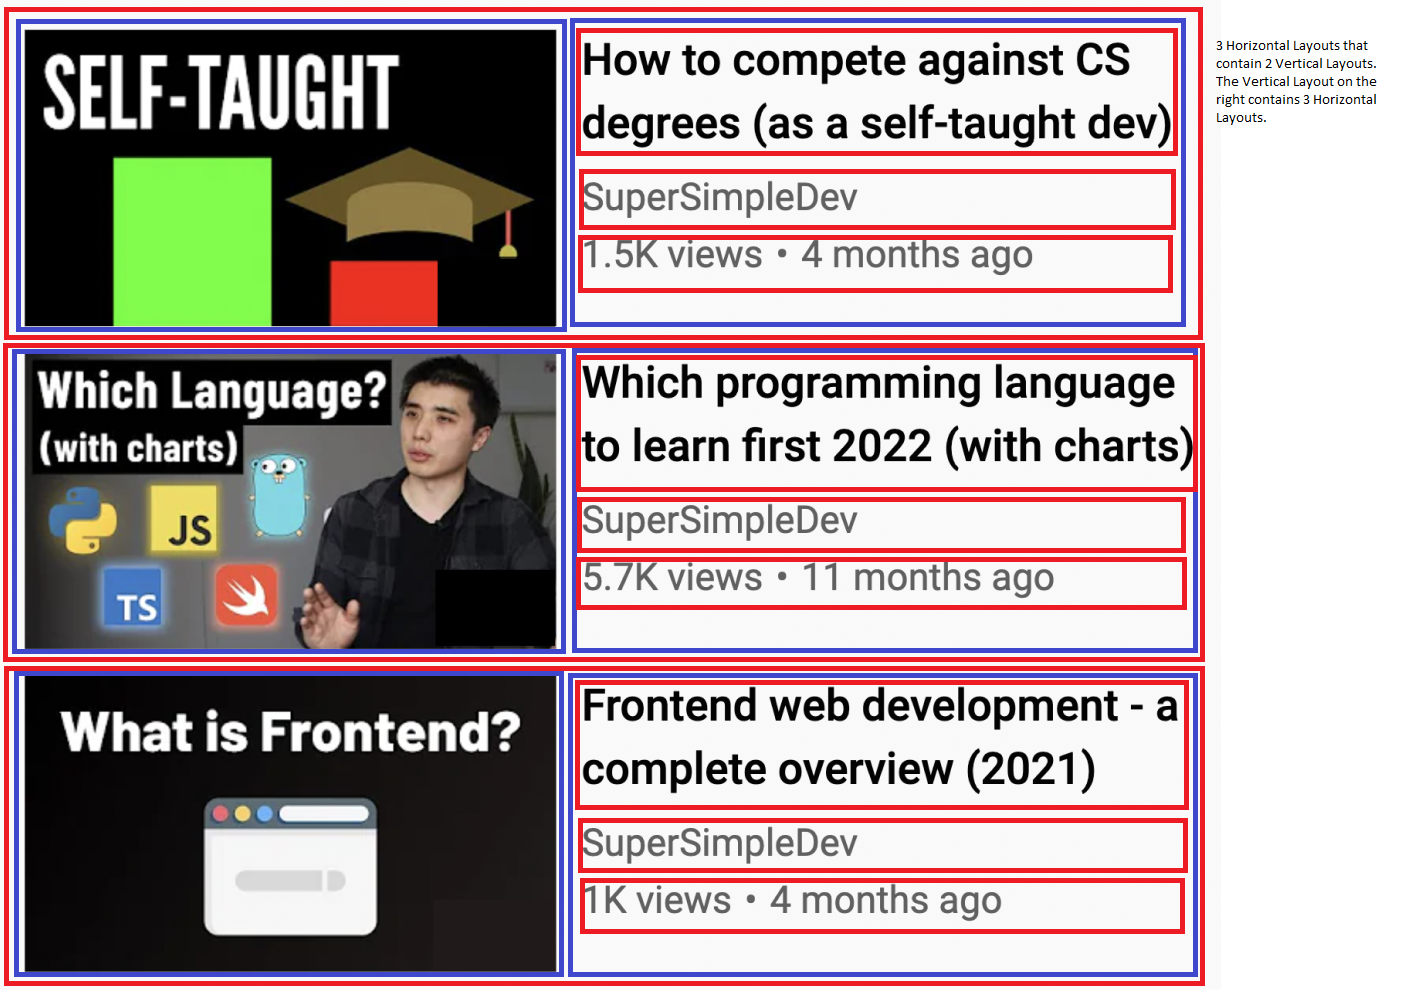 SELF-TAUGHT
How to compete against CS
degrees (as a self-taught dev)
SuperSimpleDev
1.5K views • 4 months ago
3 Horizontal Layouts that
contain 2 Vertical Layouts.
The Vertical Layout on the
right contains 3 Horizontal
Layouts.
Which Language?
(with charts)
JS
TS
Which programming language
to learn first 2022 (with charts)
SuperSimpleDev
5.7K views • 11 months ago
What is Frontend?
Frontend web development - a
complete overview (2021)
SuperSimpleDev
1K views • 4 months ago